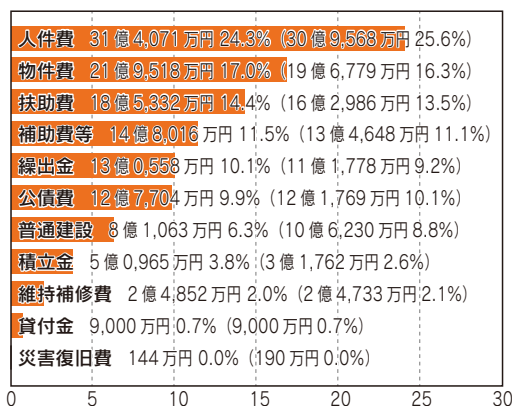 人件費 31億4,071万円 24.3%（30億9,568万円 25.6%）
物件費 21億9,518万円 17.0%（19億6,779万円 16.3%）
扶助費 18億5,332万円 14.4%（16億2,986万円 13.5%）
補助費等 14億8,016万円 11.5%（13億4,648万円 11.1%）
繰出金 13億0,558万円 10.1%（11億1,778万円 9.2%）
公債費 12億7,704万円 9.9%（12億1,769万円 10.1%）
普通建設 8億1,063万円 6.3%（10億6,230万円 8.8%）
積立金 5億0,965万円 3.8%（3億1,762万円 2.6%）
維持補修費 2億4,852万円 2.0%（2億4,733万円 2.1%）
貸付金 9,000万円 0.7%（9,000万円 0.7%）
災害復旧費 144万円 0.0%（190万円 0.0%）
0 5 10 15 20 25 30